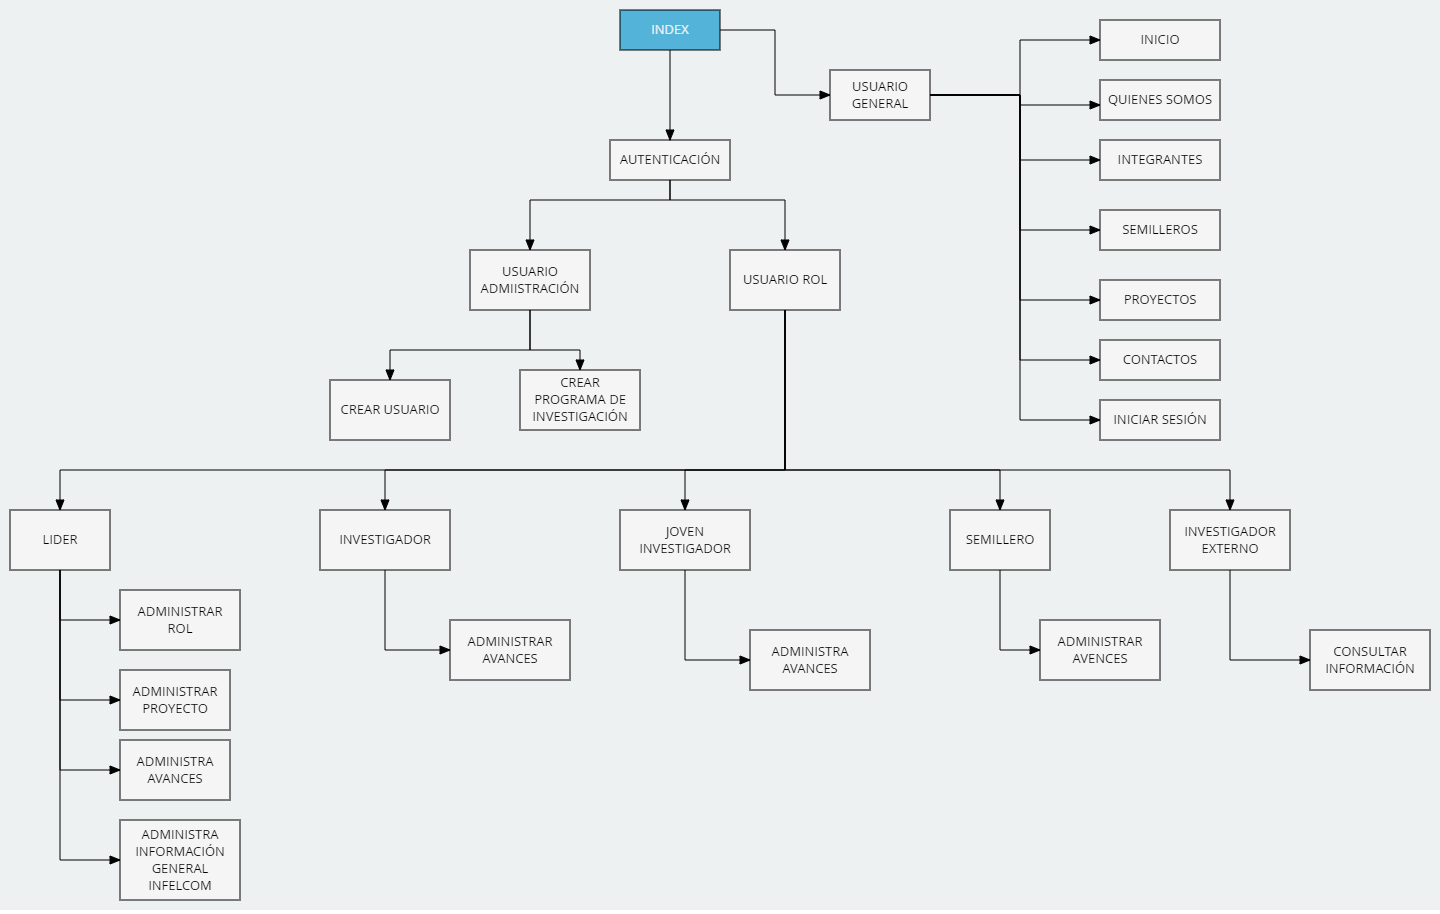 INDEX
USUARIO
GENERAL
INICIO
QUIENES SOMOS
INTEGRANTES
SEMILLEROS
PROYECTOS
CONTACTOS
INICIAR SESIÓN
AUTENTICACIÓN
USUARIO
ADMIISTRACIÓN
USUARIO ROL
CREAR USUARIO
CREAR
PROGRAMA DE
INVESTIGACIÓN
LIDER
INVESTIGADOR
JOVEN
INVESTIGADOR
SEMILLERO
INVESTIGADOR
EXTERNO
ADMINISTRAR
ROL
ADMINISTRAR
PROYECTO
ADMINISTRA
AVANCES
ADMINISTRA
INFORMACIÓN
GENERAL
INFELCOM
ADMINISTRAR
AVANCES
ADMINISTRA
AVANCES
ADMINISTRAR
AVENCES
CONSULTAR
INFORMACIÓN